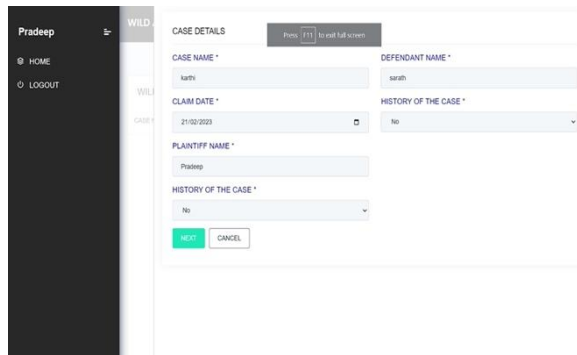 Pradeep
HOME
LOGOUT
WILD
WILD
CASE
CASE DETAILS
Press F11 to exit full screen
CASE NAME *
karthi
DEFENDANT NAME *
sarath
CLAIM DATE *
21/02/2023
HISTORY OF THE CASE *
No
PLAINTIFF NAME *
Pradeep
HISTORY OF THE CASE *
No
NEXT
CANCEL